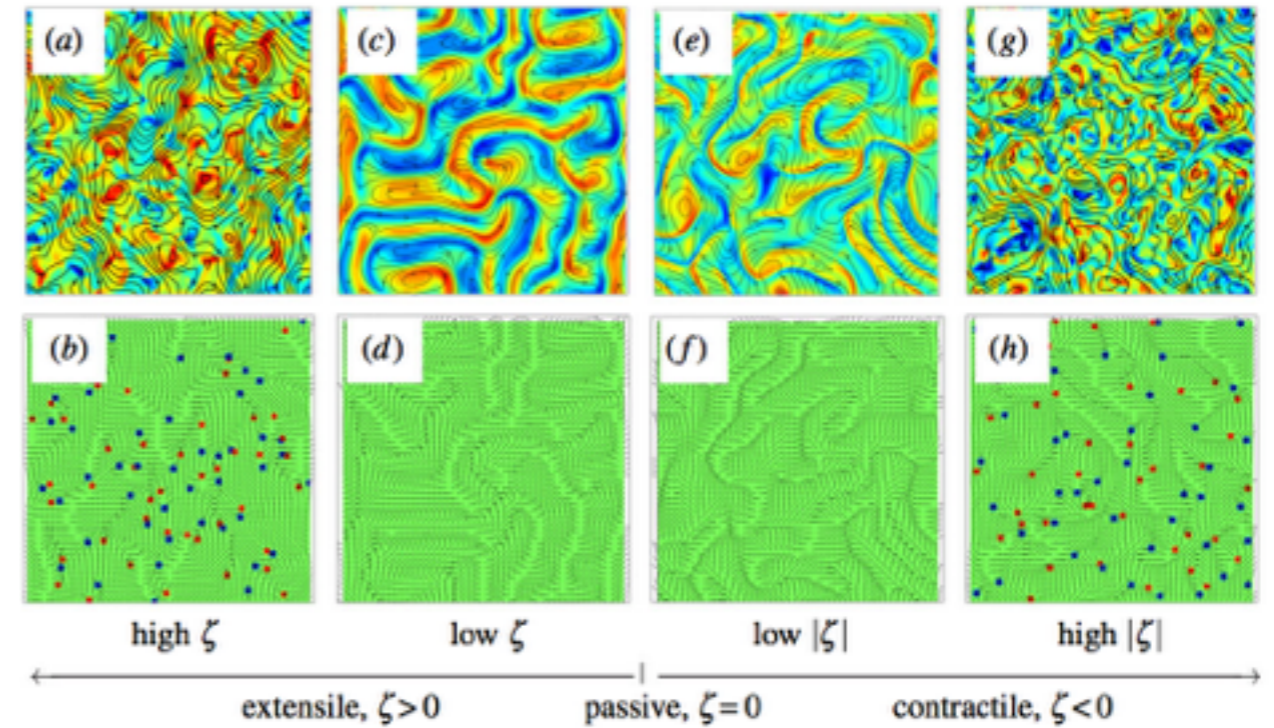 (a) (c) (e) (g)
(b) (d) (f) (h)
high ζ low ζ low |ζ| high |ζ|
extensile, ζ>0 passive, ζ=0 contractile, ζ<0